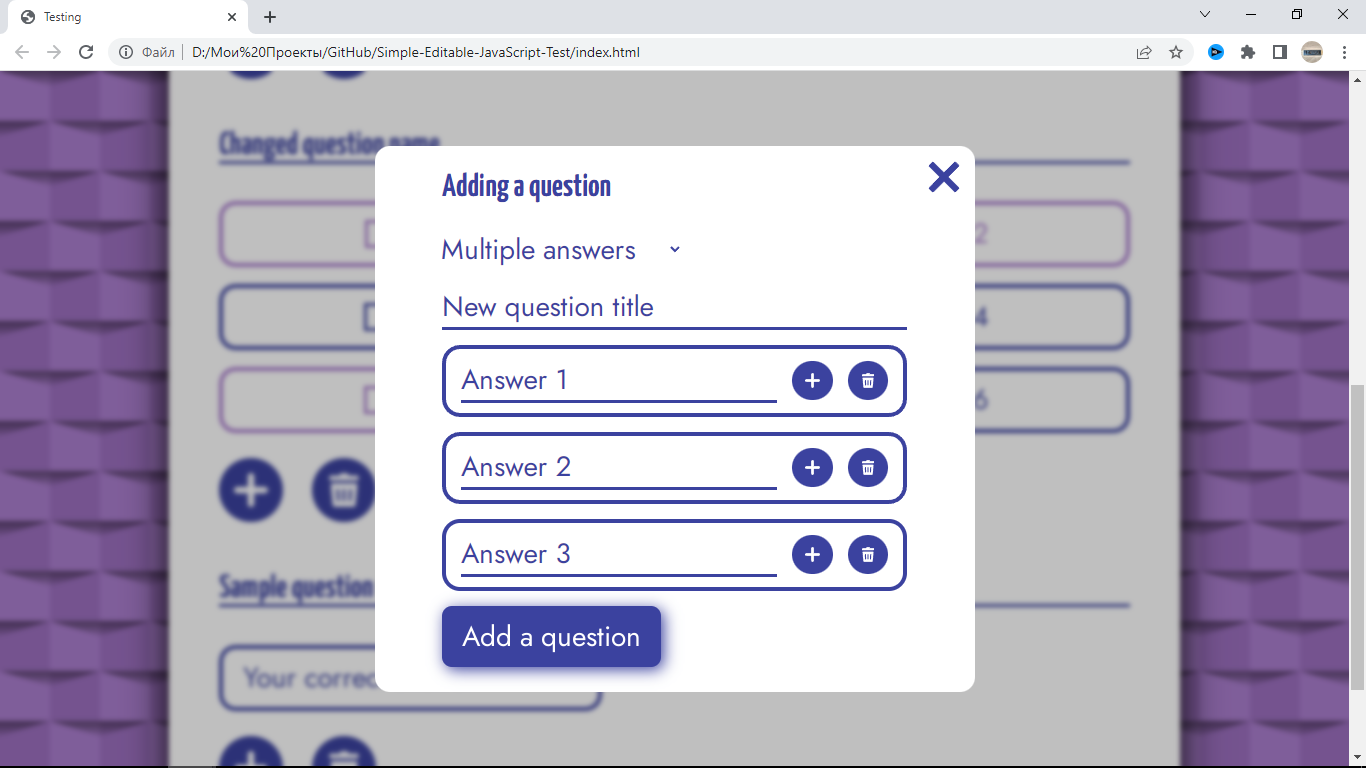 Testing
Файл
D:/Мои%20Проекты/GitHub/Simple-Editable-JavaScript-Test/index.html
Changed question name
Adding a question
Multiple answers
2
New question title
4
Answer 1
6
Answer 2
Answer 3
Sample question
Add a question
Your correc